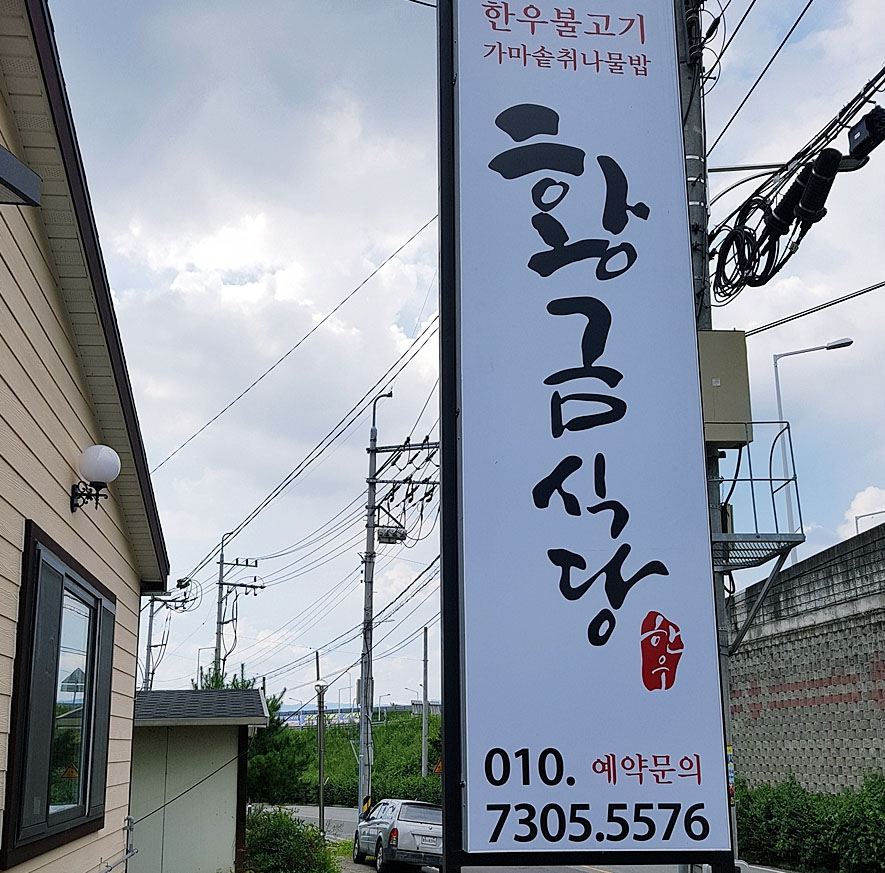 한우불고기
가마솥취나물밥
황금식당
한우
010. 예약문의
7305.5576